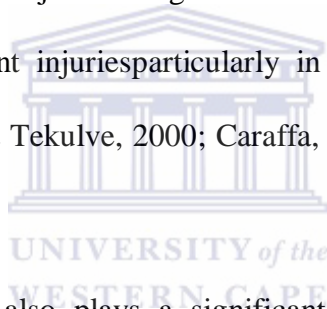 nt injuriesparticularly in
Tekulve, 2000; Caraffa,
UNIVERSITY of the
WESTERN CAPE
also plays a significant